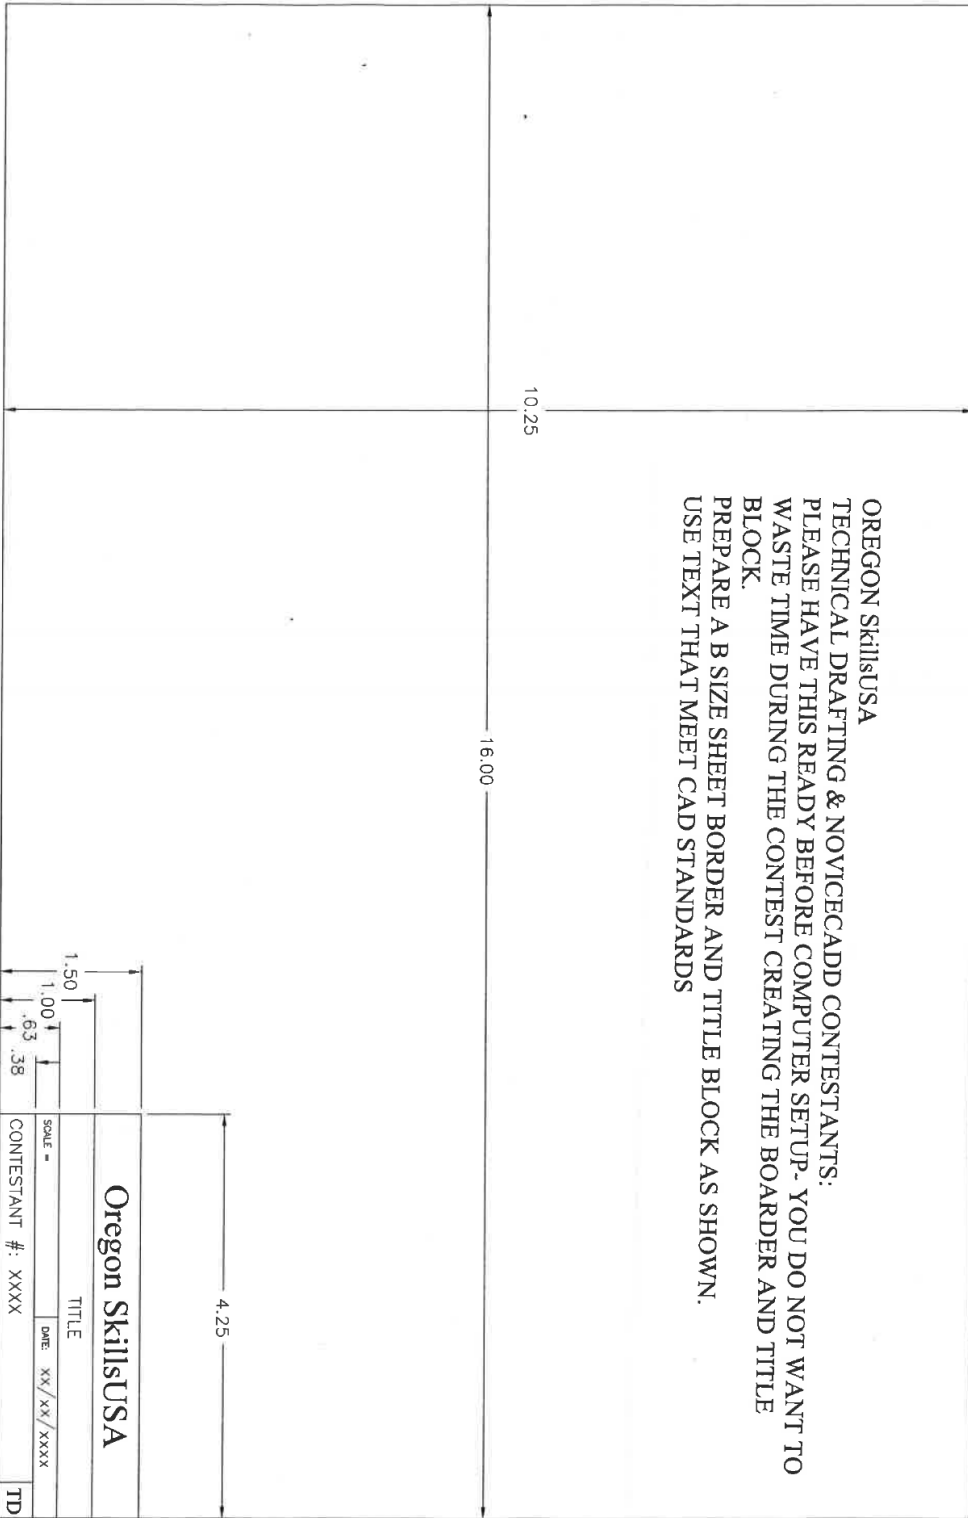 OREGON SkillsUSA
TECHNICAL DRAFTING & NOVICECADD CONTESTANTS:
PLEASE HAVE THIS READY BEFORE COMPUTER SETUP- YOU DO NOT WANT TO
WASTE TIME DURING THE CONTEST CREATING THE BOARDER AND TITLE
BLOCK.
PREPARE A B SIZE SHEET BORDER AND TITLE BLOCK AS SHOWN.
USE TEXT THAT MEET CAD STANDARDS
10.25
16.00
4.25
1.50
1.00
.63
.38
Oregon SkillsUSA
TITLE
SCALE =
DATE: XX/XX/XXXX
CONTESTANT #: XXXX
TD